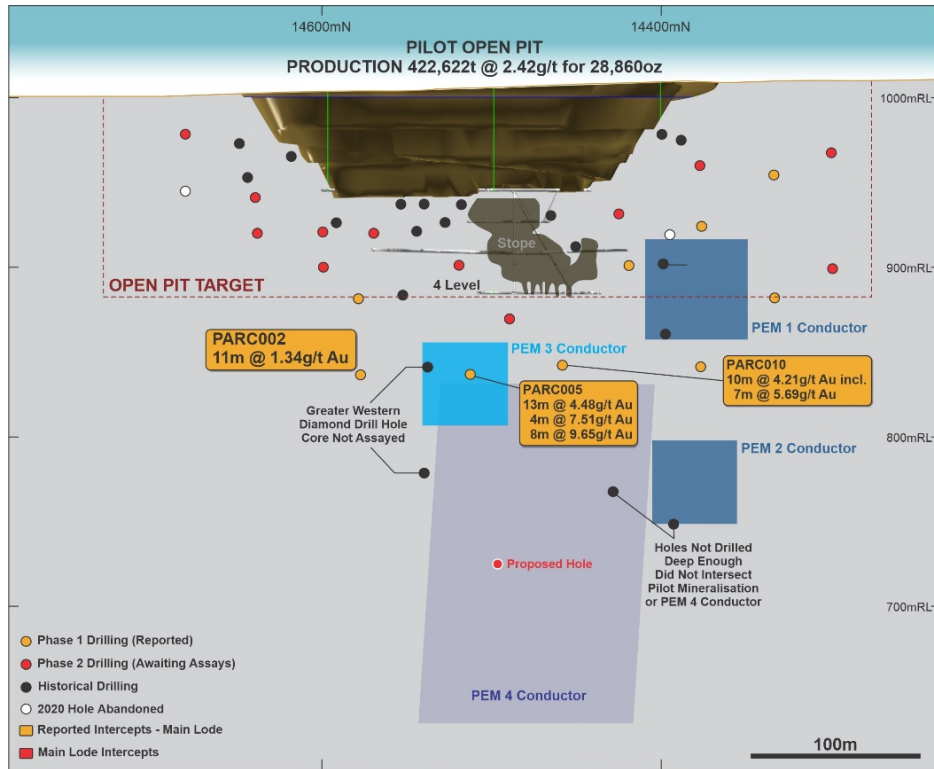 14600mN
14400mN
PILOT OPEN PIT
PRODUCTION 422,622t @ 2.42g/t for 28,860oz
1000mRL
Stope
900mRL
OPEN PIT TARGET
4 Level
PEM 1 Conductor
PARC002
11m @ 1.34g/t Au
PEM 3 Conductor
PARC010
10m @ 4.21g/t Au incl.
7m @ 5.69g/t Au
PARC005
13m @ 4.48g/t Au
4m @ 7.51g/t Au
8m @ 9.65g/t Au
Greater Western
Diamond Drill Hole
Core Not Assayed
800mRL
PEM 2 Conductor
Holes Not Drilled
Deep Enough
Did Not Intersect
Pilot Mineralisation
or PEM 4 Conductor
Proposed Hole
700mRL
PEM 4 Conductor
Phase 1 Drilling (Reported)
Phase 2 Drilling (Awaiting Assays)
Historical Drilling
2020 Hole Abandoned
Reported Intercepts - Main Lode
Main Lode Intercepts
100m